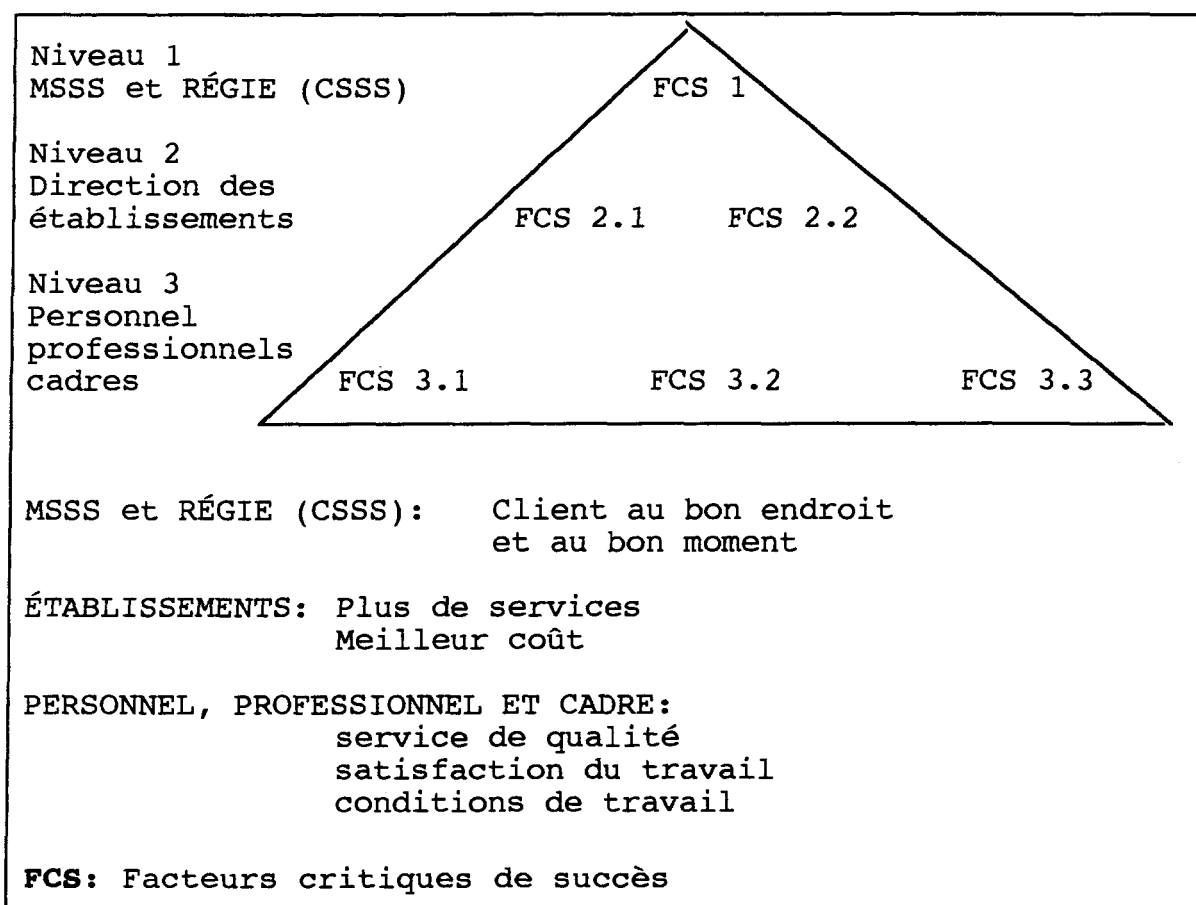 Niveau 1
MSSS et RÉGIE (CSSS)
FCS 1
Niveau 2
Direction des
établissements
FCS 2.1 FCS 2.2
Niveau 3
Personnel
professionnels
cadres
FCS 3.1 FCS 3.2 FCS 3.3
MSSS et RÉGIE (CSSS): Client au bon endroit
et au bon moment
ÉTABLISSEMENTS: Plus de services
Meilleur coût
PERSONNEL, PROFESSIONNEL ET CADRE:
service de qualité
satisfaction du travail
conditions de travail
FCS: Facteurs critiques de succès